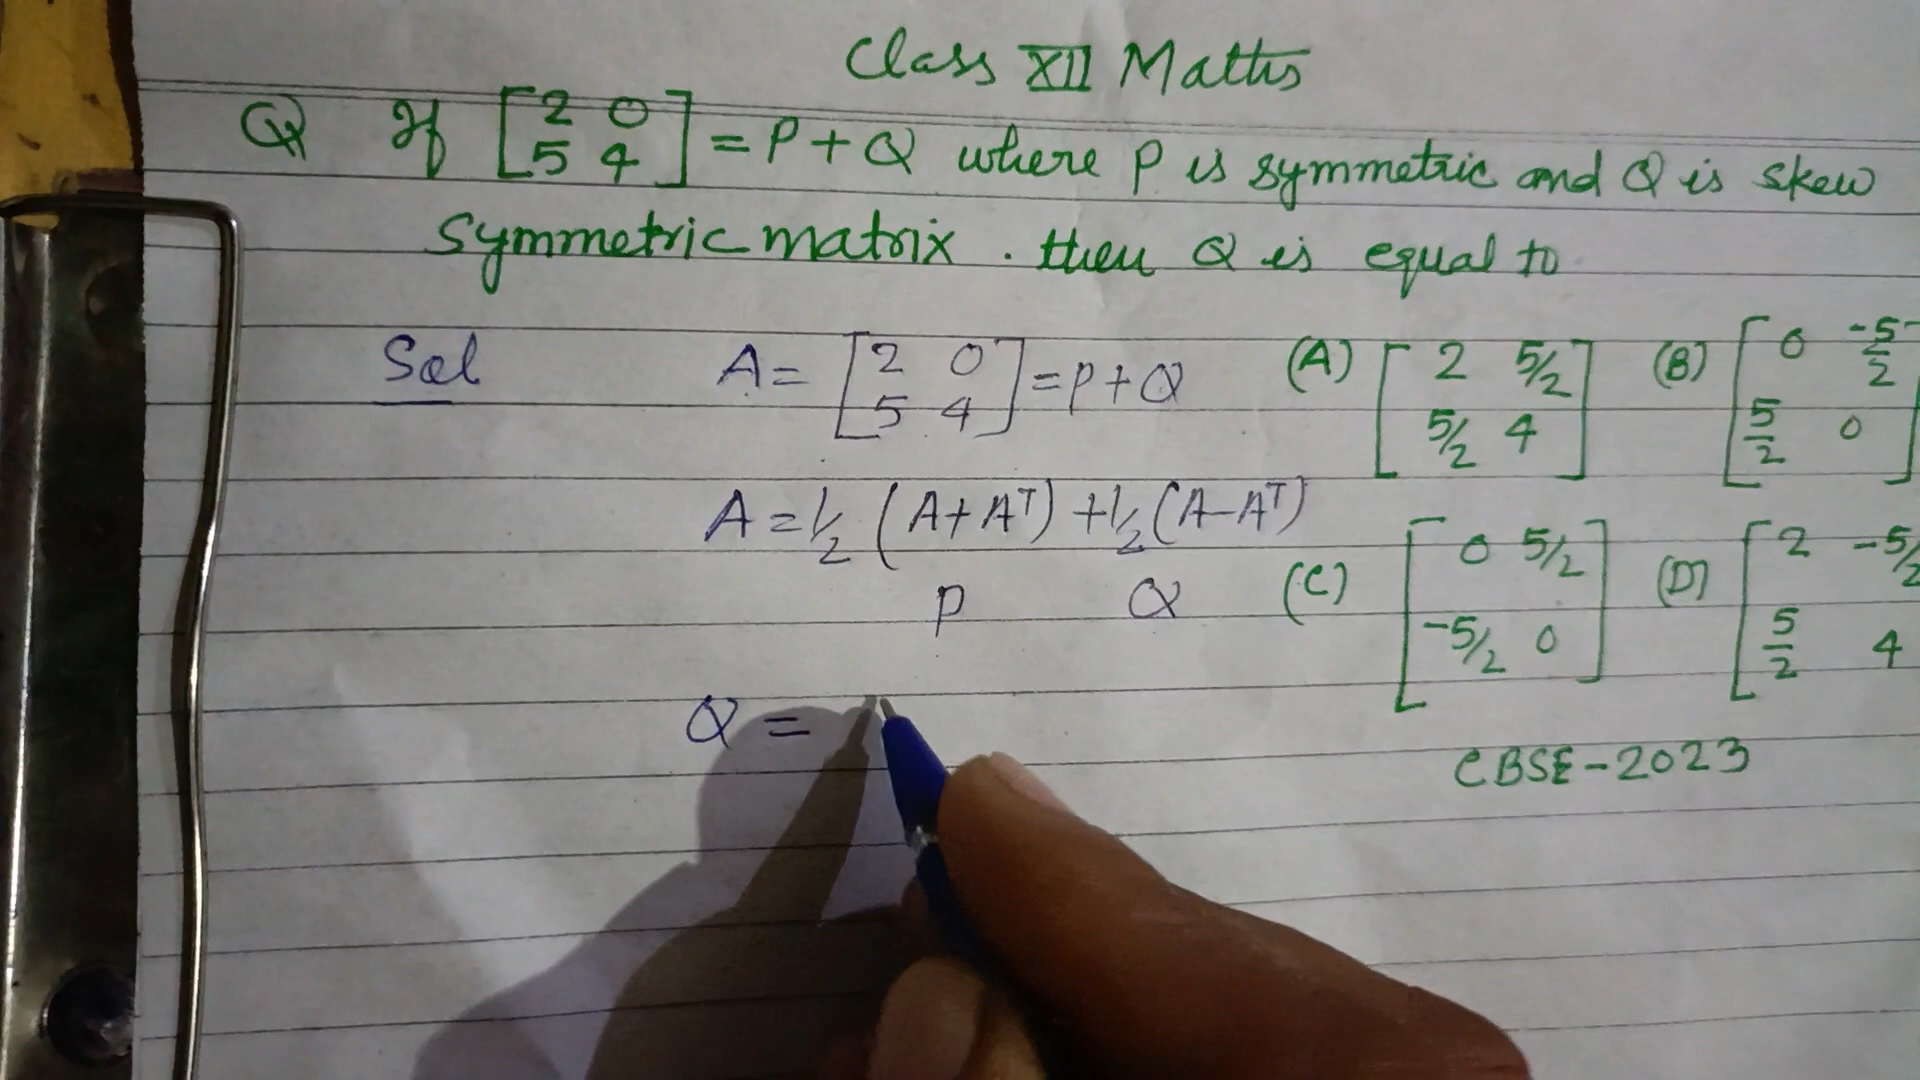 Class XII Maths
Q If [2 0
5 4] = P + Q where P is symmetric and Q is skew
symmetric matrix. then Q is equal to
Sol A = [2 0
5 4] = P + Q
(A) [2 5/2
5/2 4]
(B) [0 -5/2
5/2 0]
A = 1/2 (A + Aᵀ) + 1/2 (A - Aᵀ)
P Q
(C) [0 5/2
-5/2 0]
(D) [2 -5/2
5/2 4
Q =
CBSE-2023